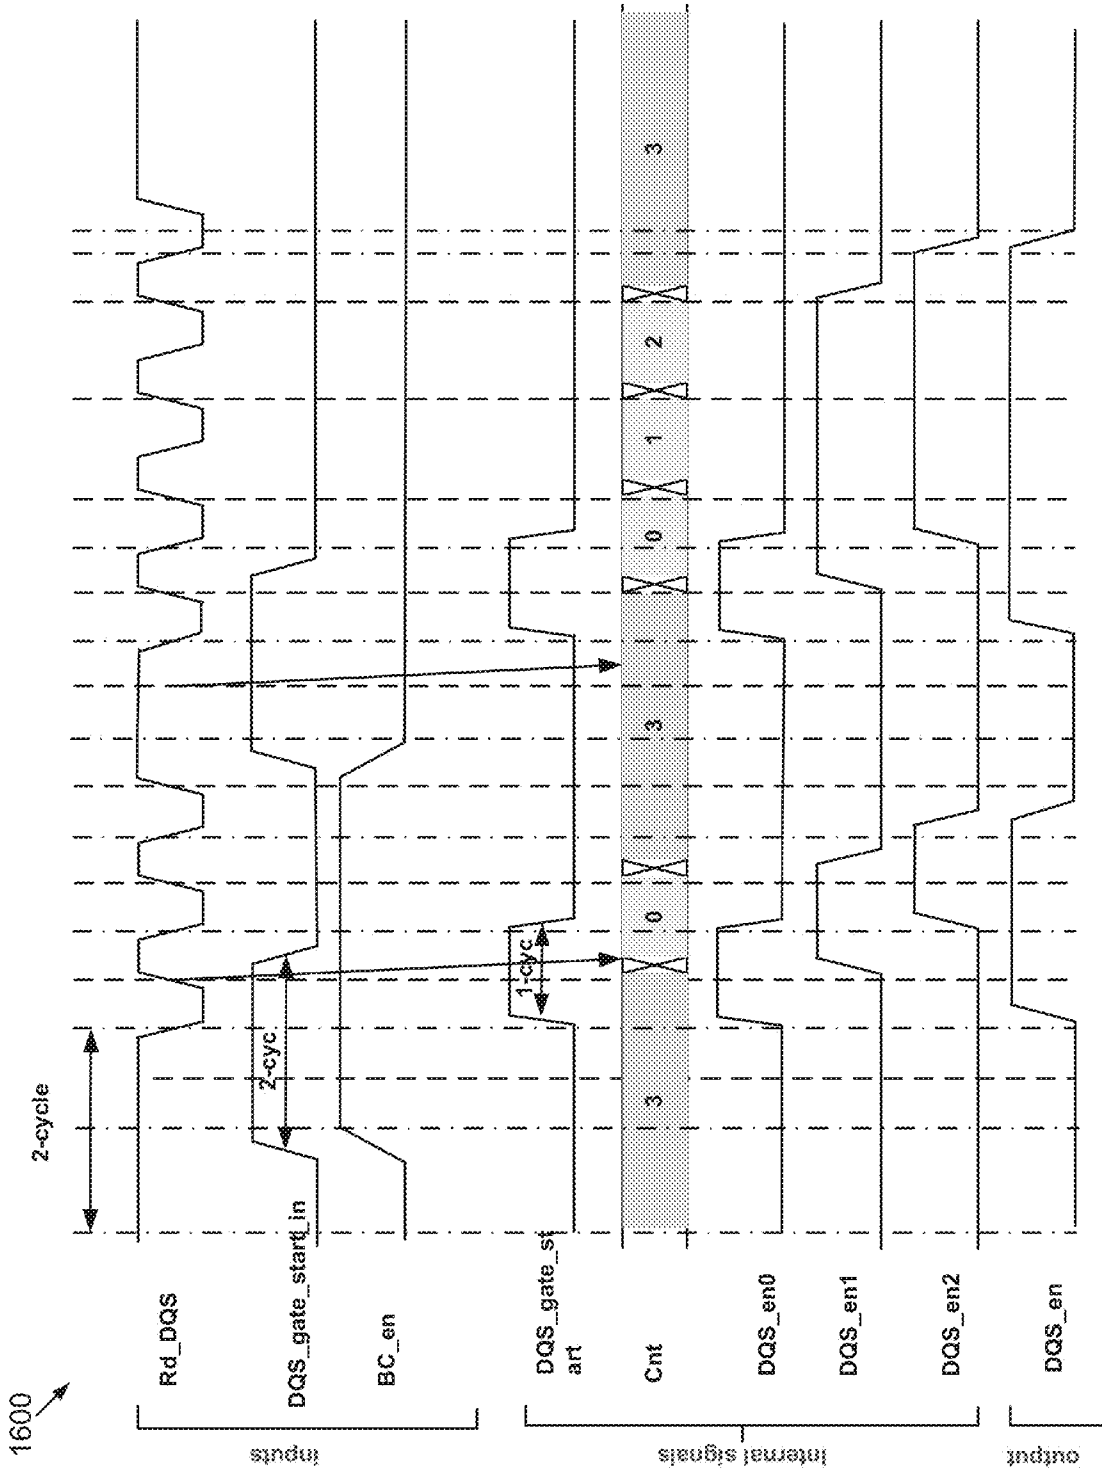 1600
2-cycle
inputs
Rd_DQS
DQS_gate_start_in
2-cyc
BC_en
internal signals
DQS_gate_st
art
1-cyc
Cnt
3
0
3
0
1
2
3
DQS_en0
DQS_en1
DQS_en2
output
DQS_en